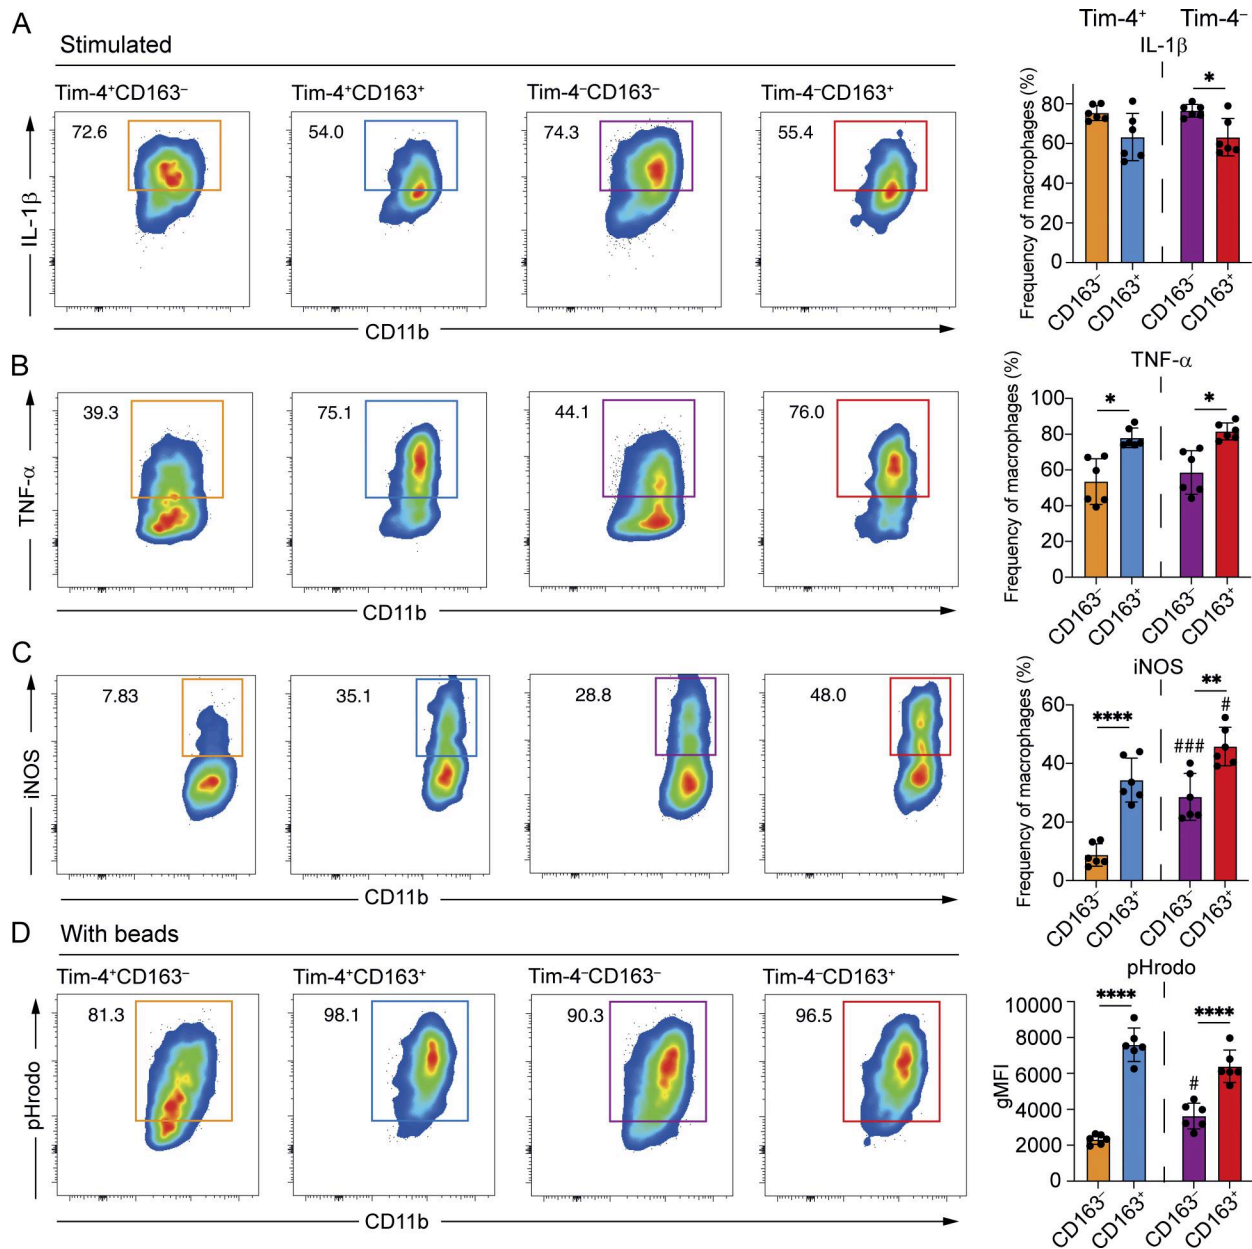 A
Stimulated
Tim-4⁺ Tim-4⁻
IL-1β
Tim-4⁺CD163⁻ Tim-4⁺CD163⁺ Tim-4⁻CD163⁻ Tim-4⁻CD163⁺
72.6 54.0 74.3 55.4
IL-1β
CD11b
Frequency of macrophages (%)
*
80
60
40
20
0
CD163⁻ CD163⁺ CD163⁻ CD163⁺
B
39.3 75.1 44.1 76.0
TNF-α
CD11b
TNF-α
Frequency of macrophages (%)
* *
100
80
60
40
20
0
CD163⁻ CD163⁺ CD163⁻ CD163⁺
C
7.83 35.1 28.8 48.0
iNOS
CD11b
iNOS
Frequency of macrophages (%)
**** ### ** #
60
40
20
0
CD163⁻ CD163⁺ CD163⁻ CD163⁺
D
With beads
Tim-4⁺CD163⁻ Tim-4⁺CD163⁺ Tim-4⁻CD163⁻ Tim-4⁻CD163⁺
81.3 98.1 90.3 96.5
pHrodo
CD11b
pHrodo
gMFI
**** # ****
10000
8000
6000
4000
2000
0
CD163⁻ CD163⁺ CD163⁻ CD163⁺